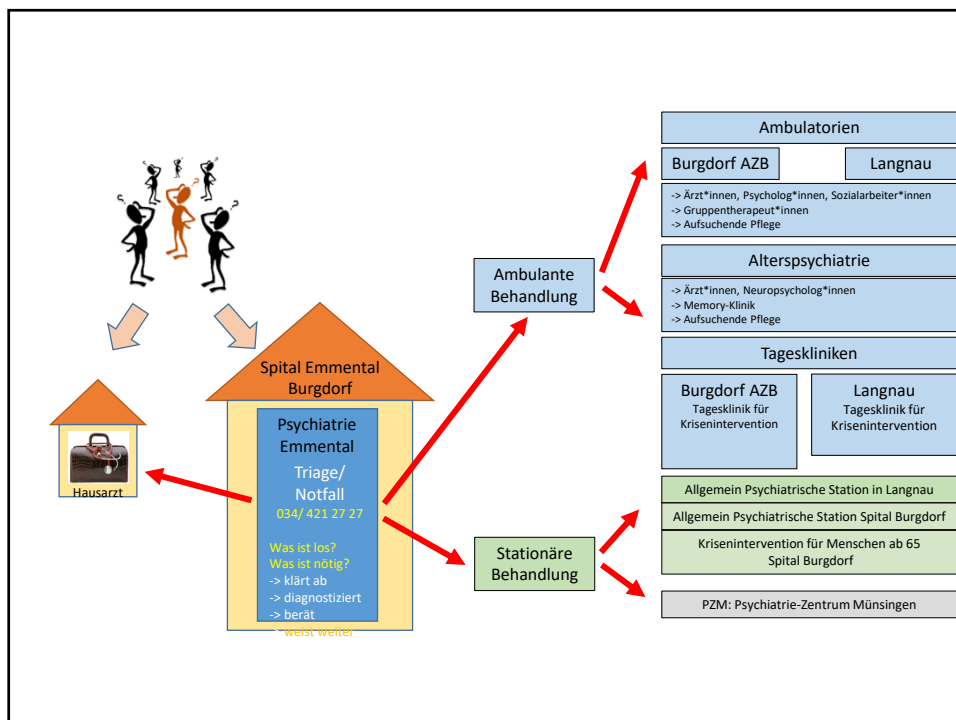 Spital Emmental
Burgdorf
Psychiatrie
Emmental
Triage/
Notfall
034/ 421 27 27
Was ist los?
Was ist nötig?
-> klärt ab
-> diagnostiziert
-> berät
-> weist weiter
Hausarzt
Ambulante
Behandlung
Stationäre
Behandlung
Ambulatorien
Burgdorf AZB
Langnau
-> Ärzt*innen, Psycholog*innen, Sozialarbeiter*innen
-> Gruppentherapeut*innen
-> Aufsuchende Pflege
Alterspsychiatrie
-> Ärzt*innen, Neuropsycholog*innen
-> Memory-Klinik
-> Aufsuchende Pflege
Tageskliniken
Burgdorf AZB
Tagesklinik für
Krisenintervention
Langnau
Tagesklinik für
Krisenintervention
Allgemein Psychiatrische Station in Langnau
Allgemein Psychiatrische Station Spital Burgdorf
Krisenintervention für Menschen ab 65
Spital Burgdorf
PZM: Psychiatrie-Zentrum Münsingen